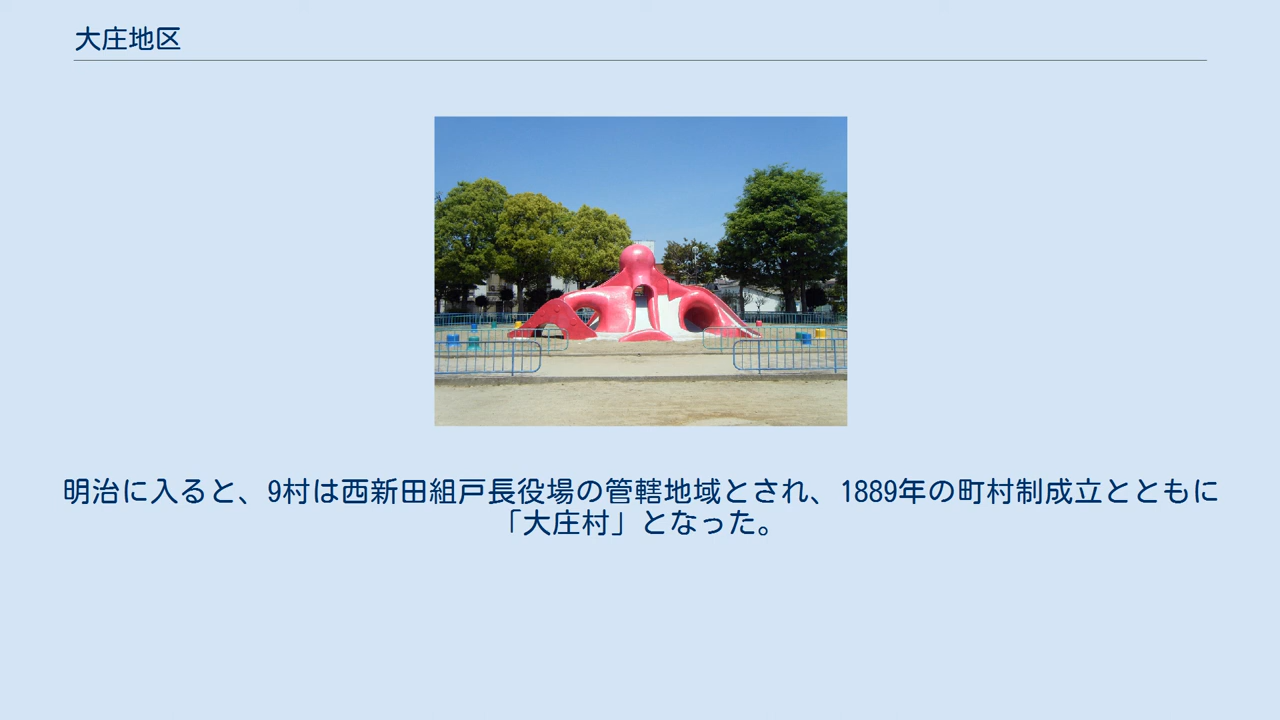 大庄地区
明治に入ると、9村は西新田組戸長役場の管轄地域とされ、1889年の町村制成立とともに
「大庄村」となった。